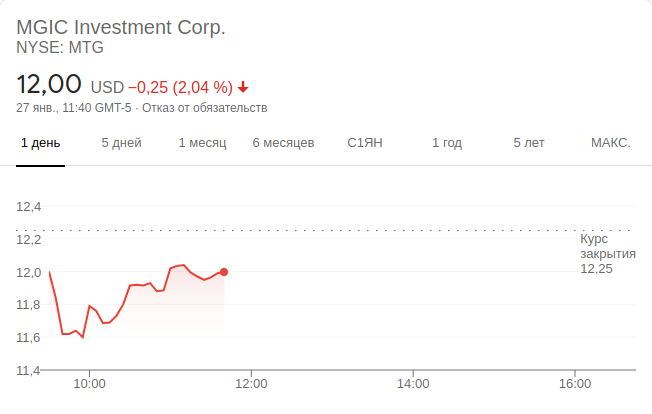 MGIC Investment Corp.
NYSE: MTG
12,00 USD −0,25 (2,04 %)
27 янв., 11:40 GMT-5 · Отказ от обязательств
1 день 5 дней 1 месяц 6 месяцев С1ЯН 1 год 5 лет МАКС.
12,4
12,2
Курс
закрытия
12,25
12,0
11,8
11,6
11,4
10:00 12:00 14:00 16:00